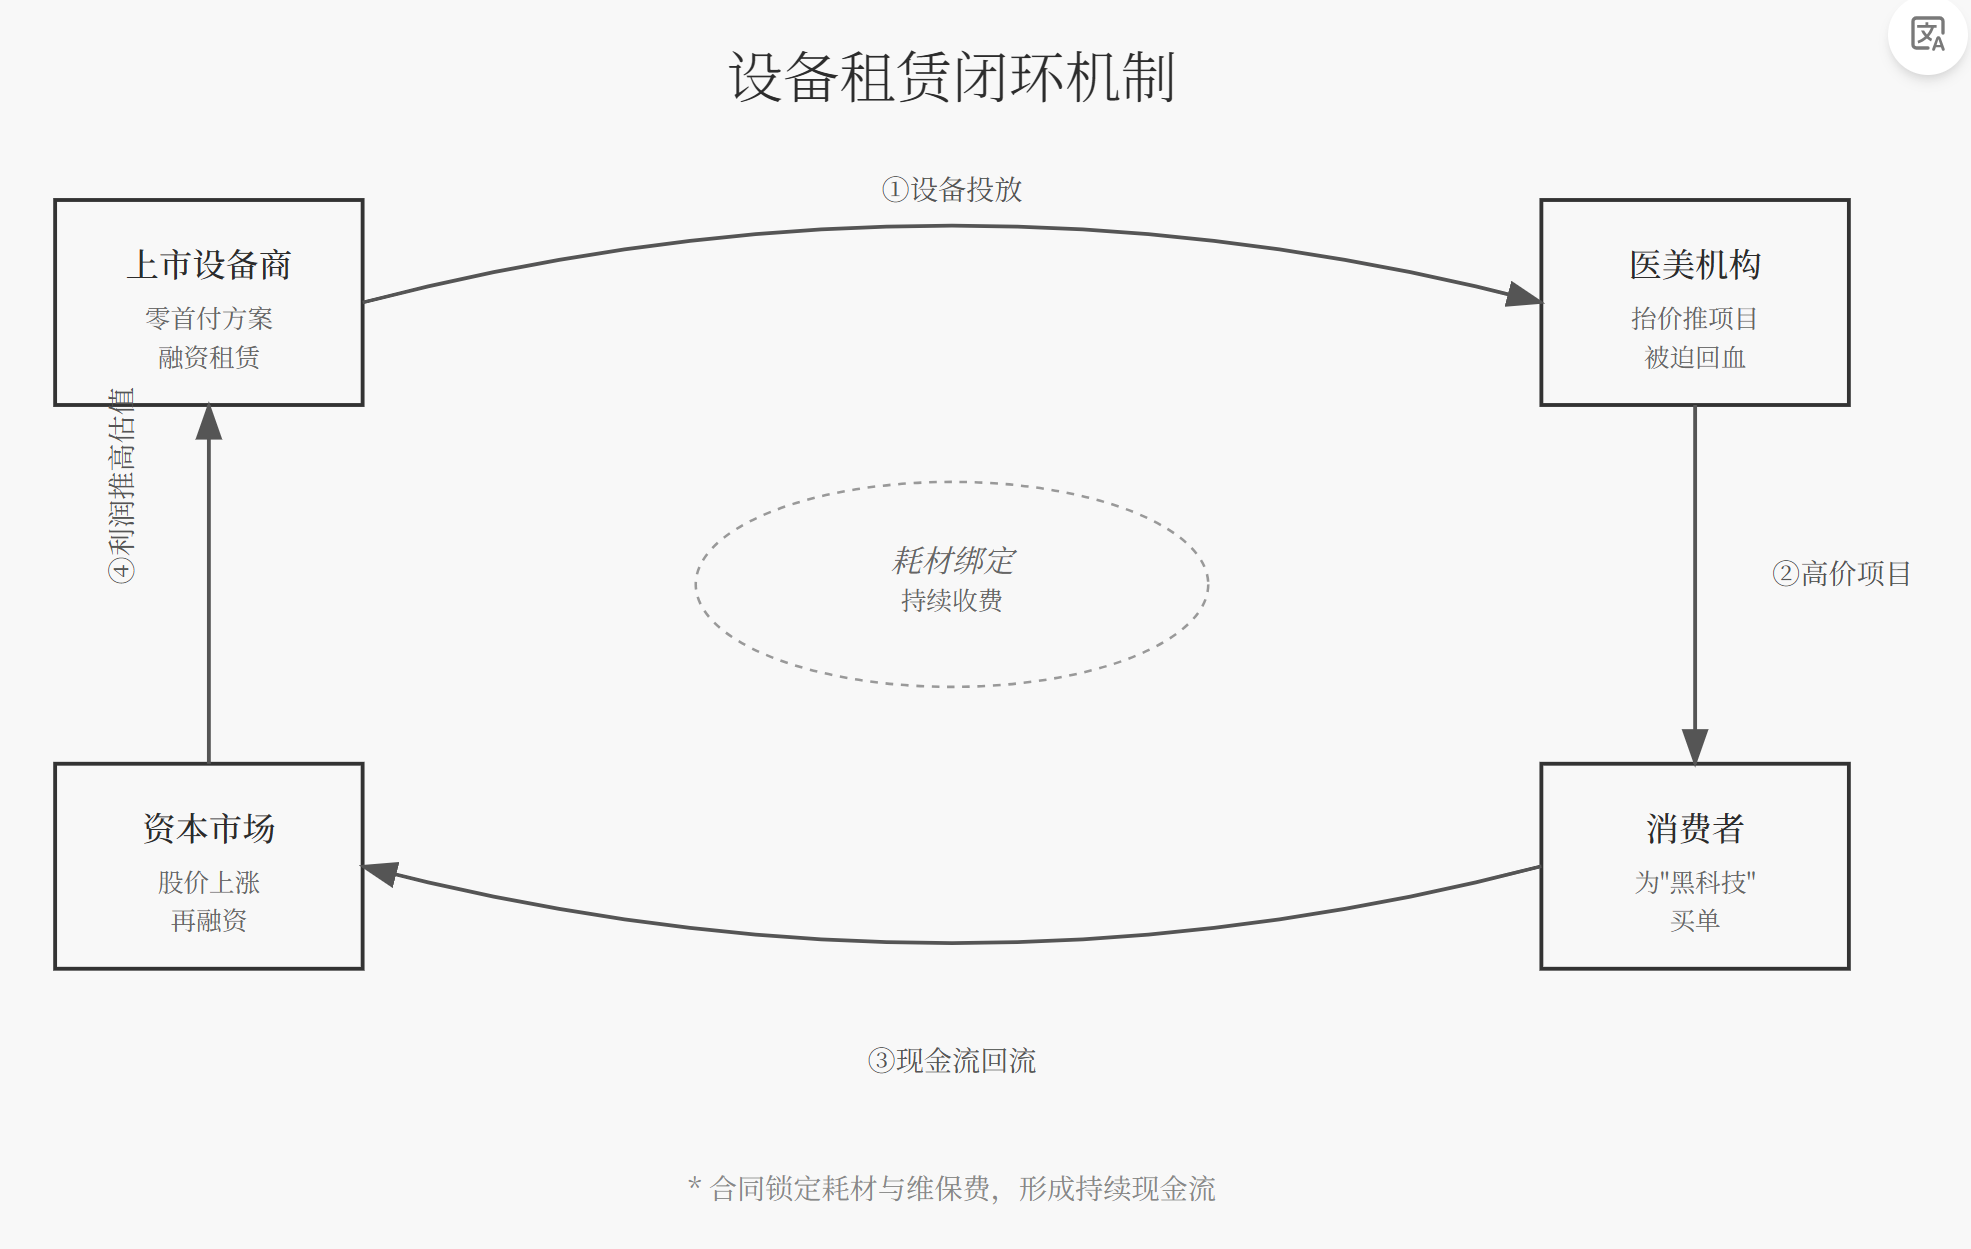 设备租赁闭环机制
①设备投放
上市设备商
零首付方案
融资租赁
医美机构
抬价推项目
被迫回血
④利润推高估值
耗材绑定
持续收费
②高价项目
资本市场
股价上涨
再融资
消费者
为"黑科技"
买单
③现金流回流
* 合同锁定耗材与维保费，形成持续现金流